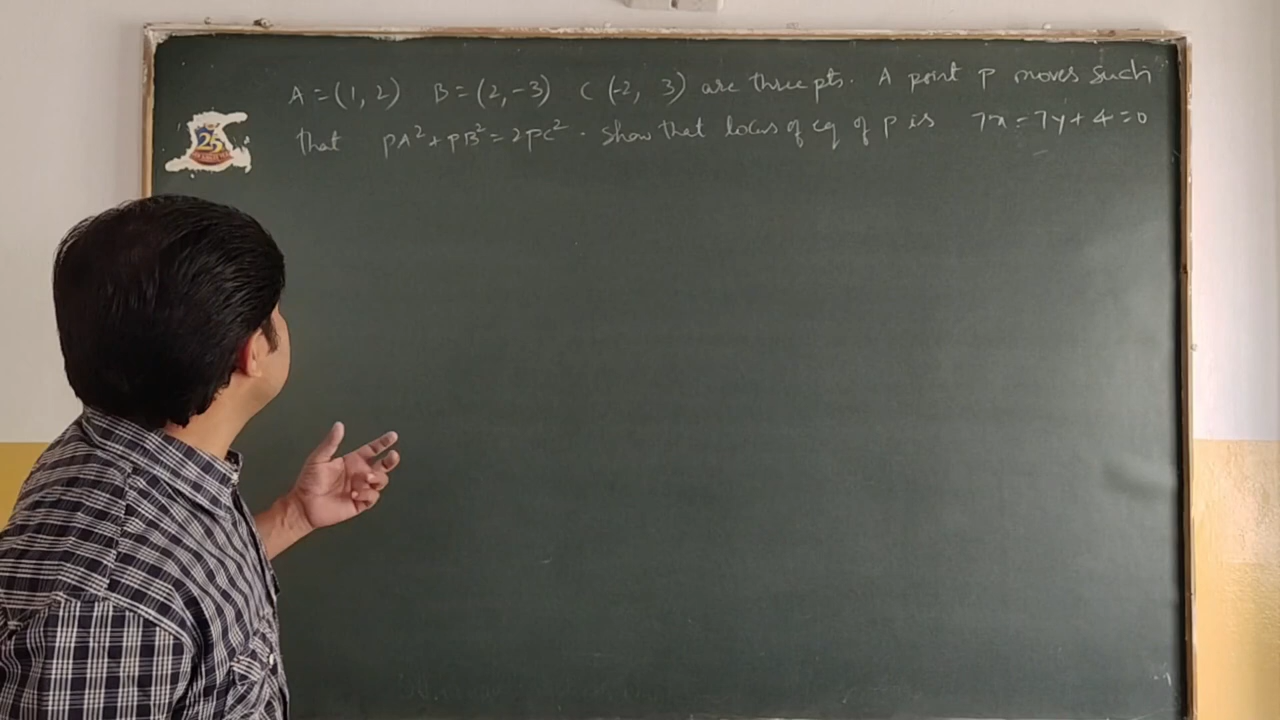 A = (1, 2) B = (2, -3) C (-2, 3) are three pts. A point P moves such
that PA² + PB² = 2PC². Show that locus of eq of P is 7x - 7y + 4 = 0
25